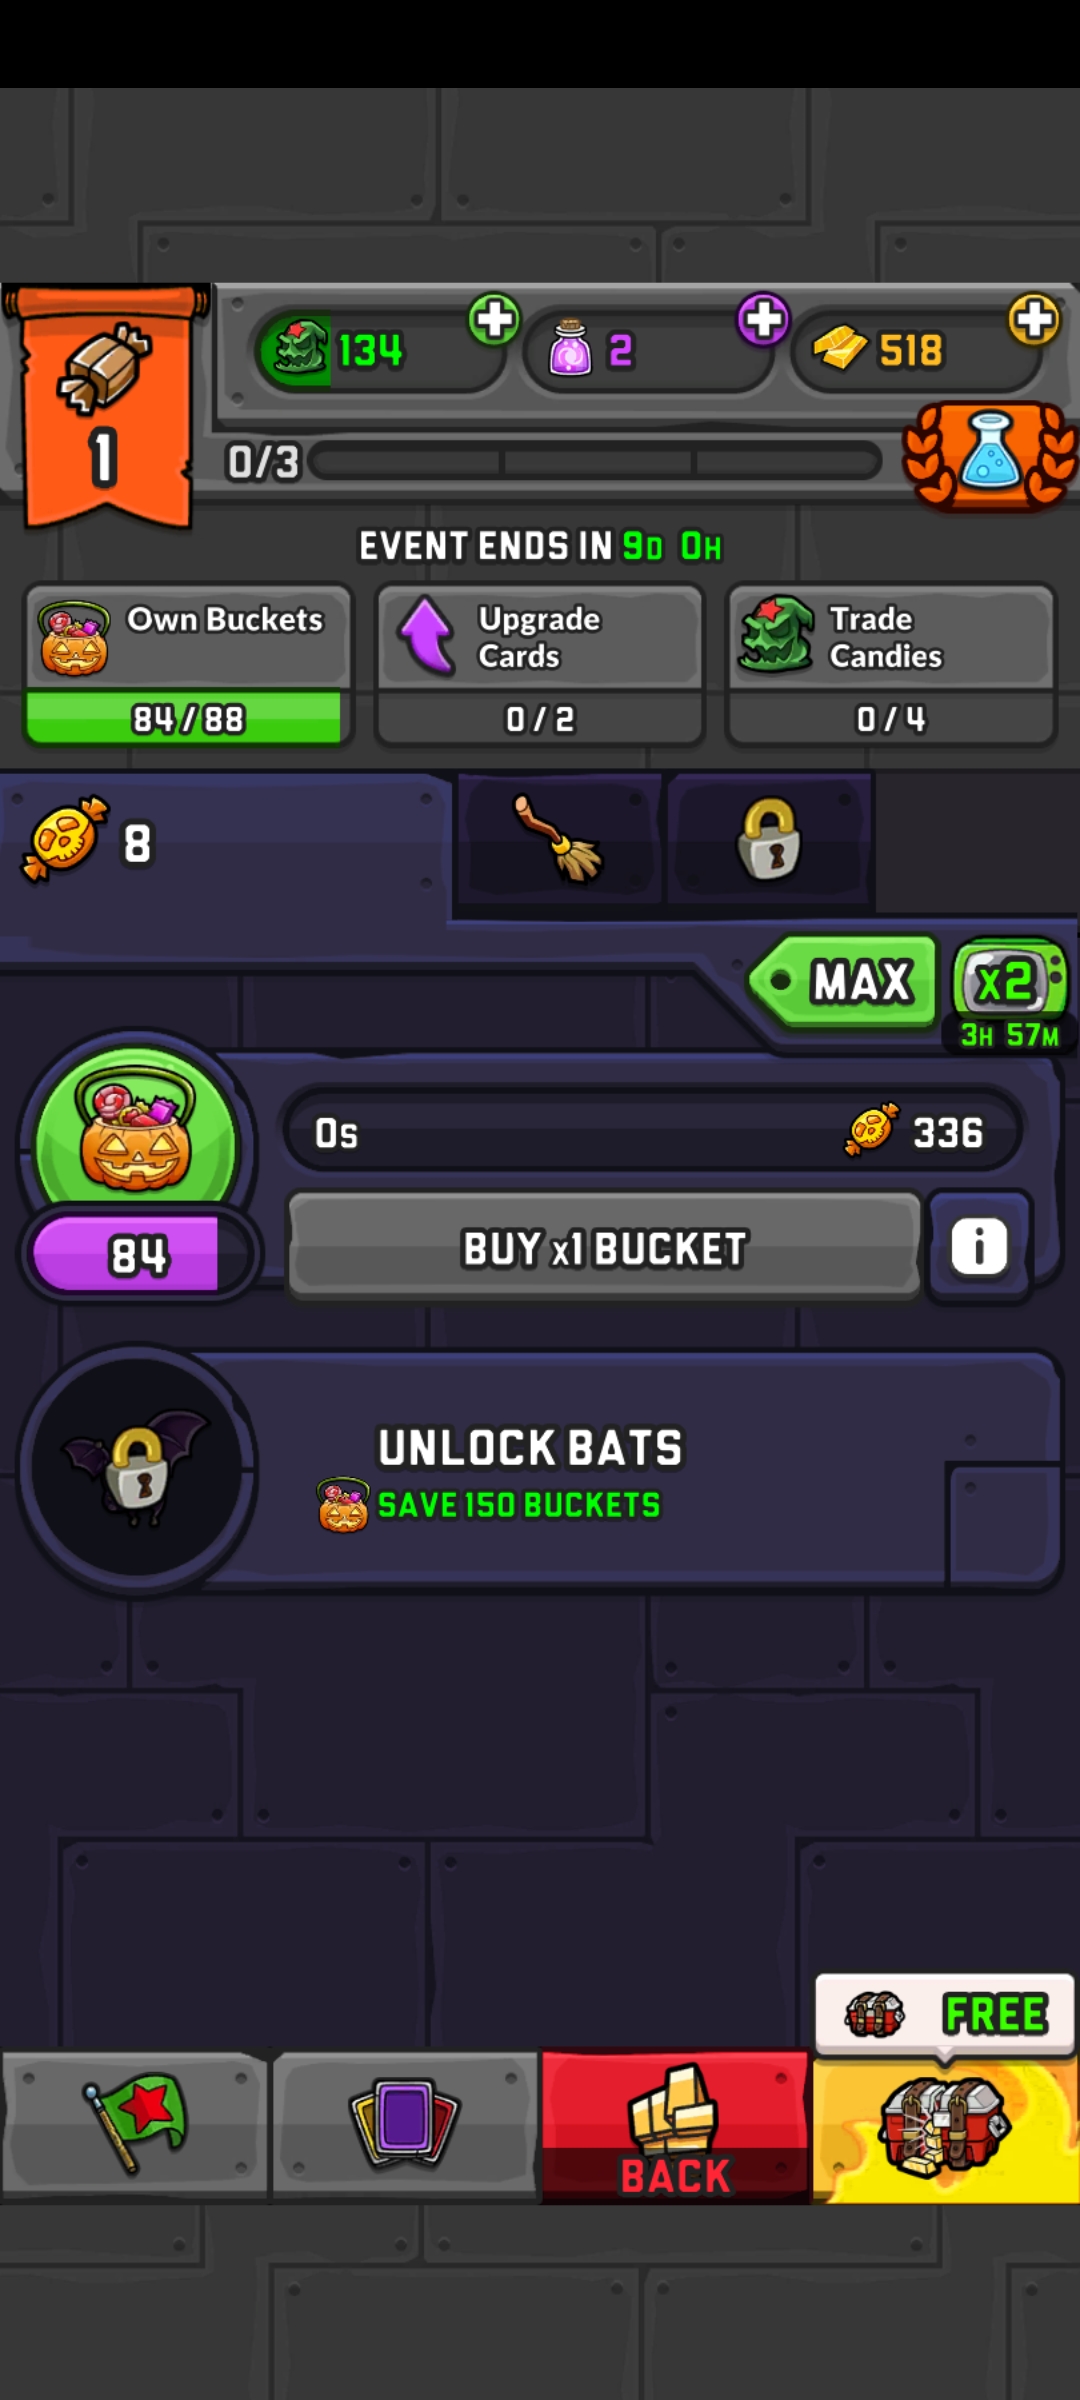 134
2
518
1
0/3
EVENT ENDS IN 9D 0H
Own Buckets
84/88
Upgrade
Cards
0/2
Trade
Candies
0/4
8
MAX
x2
3H 57M
0s
336
84
BUY x1 BUCKET
i
UNLOCK BATS
SAVE 150 BUCKETS
FREE
BACK